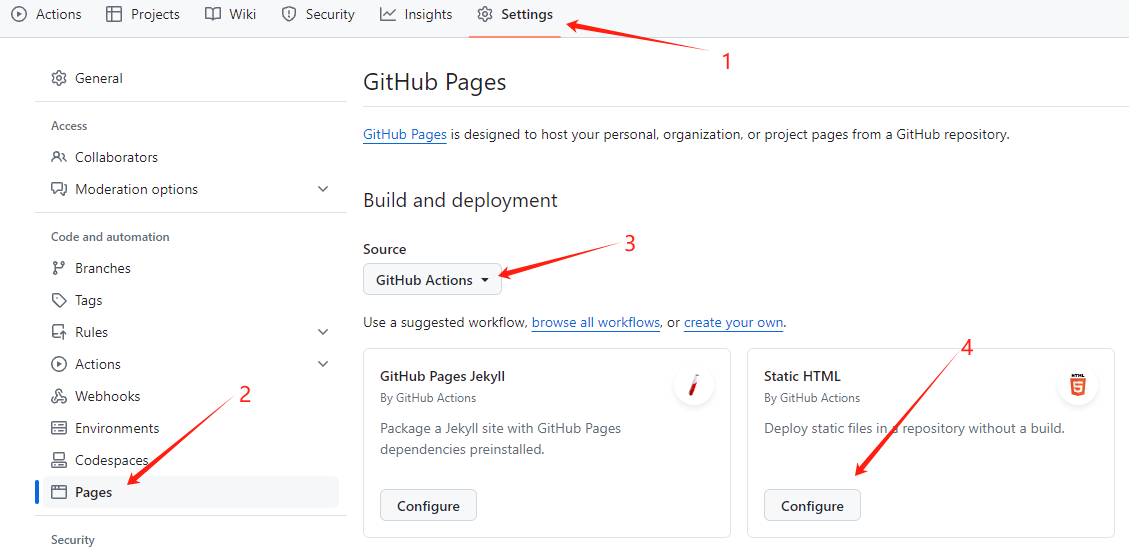 Actions Projects Wiki Security Insights Settings
1
General
Access
Collaborators
Moderation options
Code and automation
Branches
Tags
Rules
Actions
Webhooks
Environments
Codespaces
Pages
2
Security
GitHub Pages
GitHub Pages is designed to host your personal, organization, or project pages from a GitHub repository.
Build and deployment
Source
3
GitHub Actions
Use a suggested workflow, browse all workflows, or create your own.
GitHub Pages Jekyll
By GitHub Actions
Package a Jekyll site with GitHub Pages
dependencies preinstalled.
Configure
4
Static HTML
HTML
5
By GitHub Actions
Deploy static files in a repository without a build.
Configure